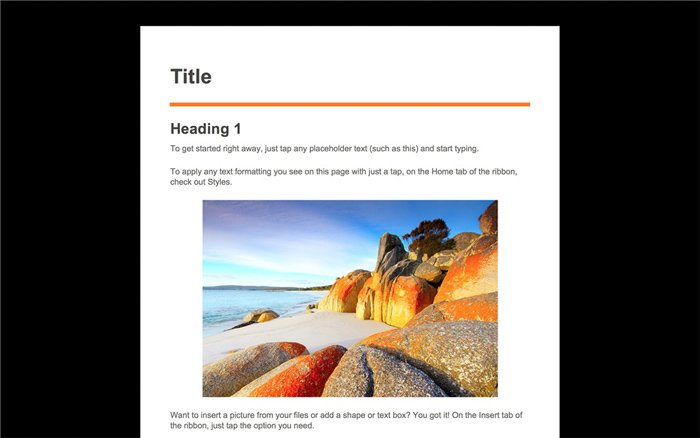 Title
Heading 1
To get started right away, just tap any placeholder text (such as this) and start typing.
To apply any text formatting you see on this page with just a tap, on the Home tab of the ribbon,
check out Styles.
Want to insert a picture from your files or add a shape or text box? You got it! On the Insert tab of
the ribbon, just tap the option you need.